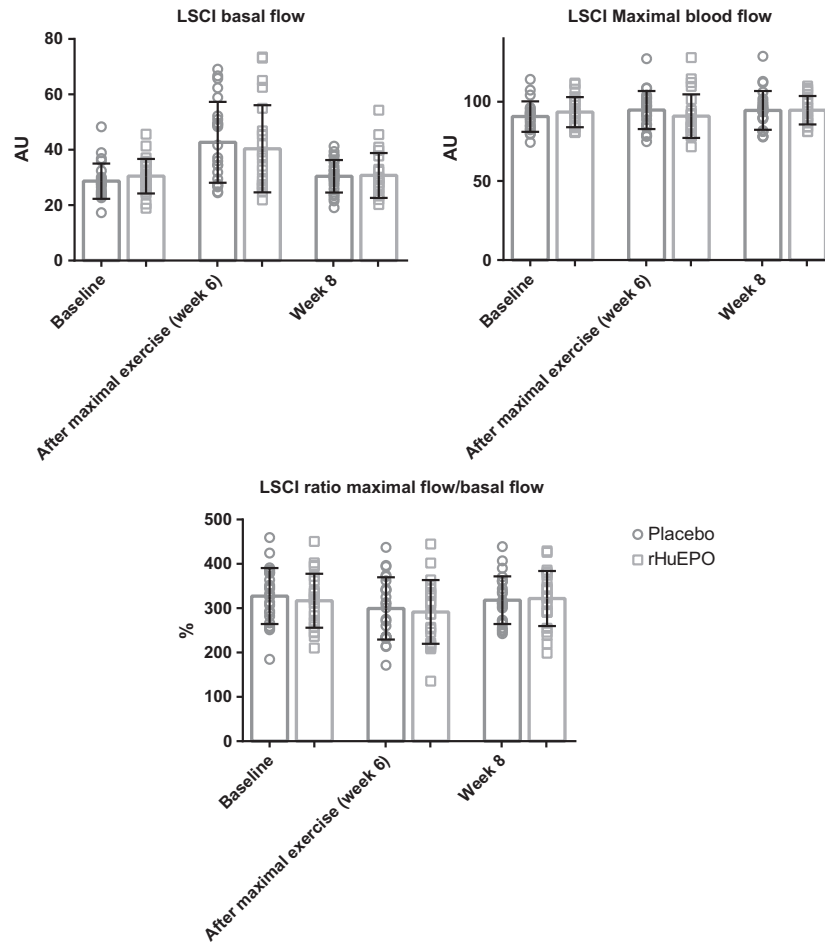 LSCI basal flow
80
60
40
20
0
AU
Baseline
After maximal exercise (week 6)
Week 8
LSCI Maximal blood flow
100
50
0
AU
Baseline
After maximal exercise (week 6)
Week 8
LSCI ratio maximal flow/basal flow
500
400
300
200
100
0
%
Baseline
After maximal exercise (week 6)
Week 8
Placebo
rHuEPO